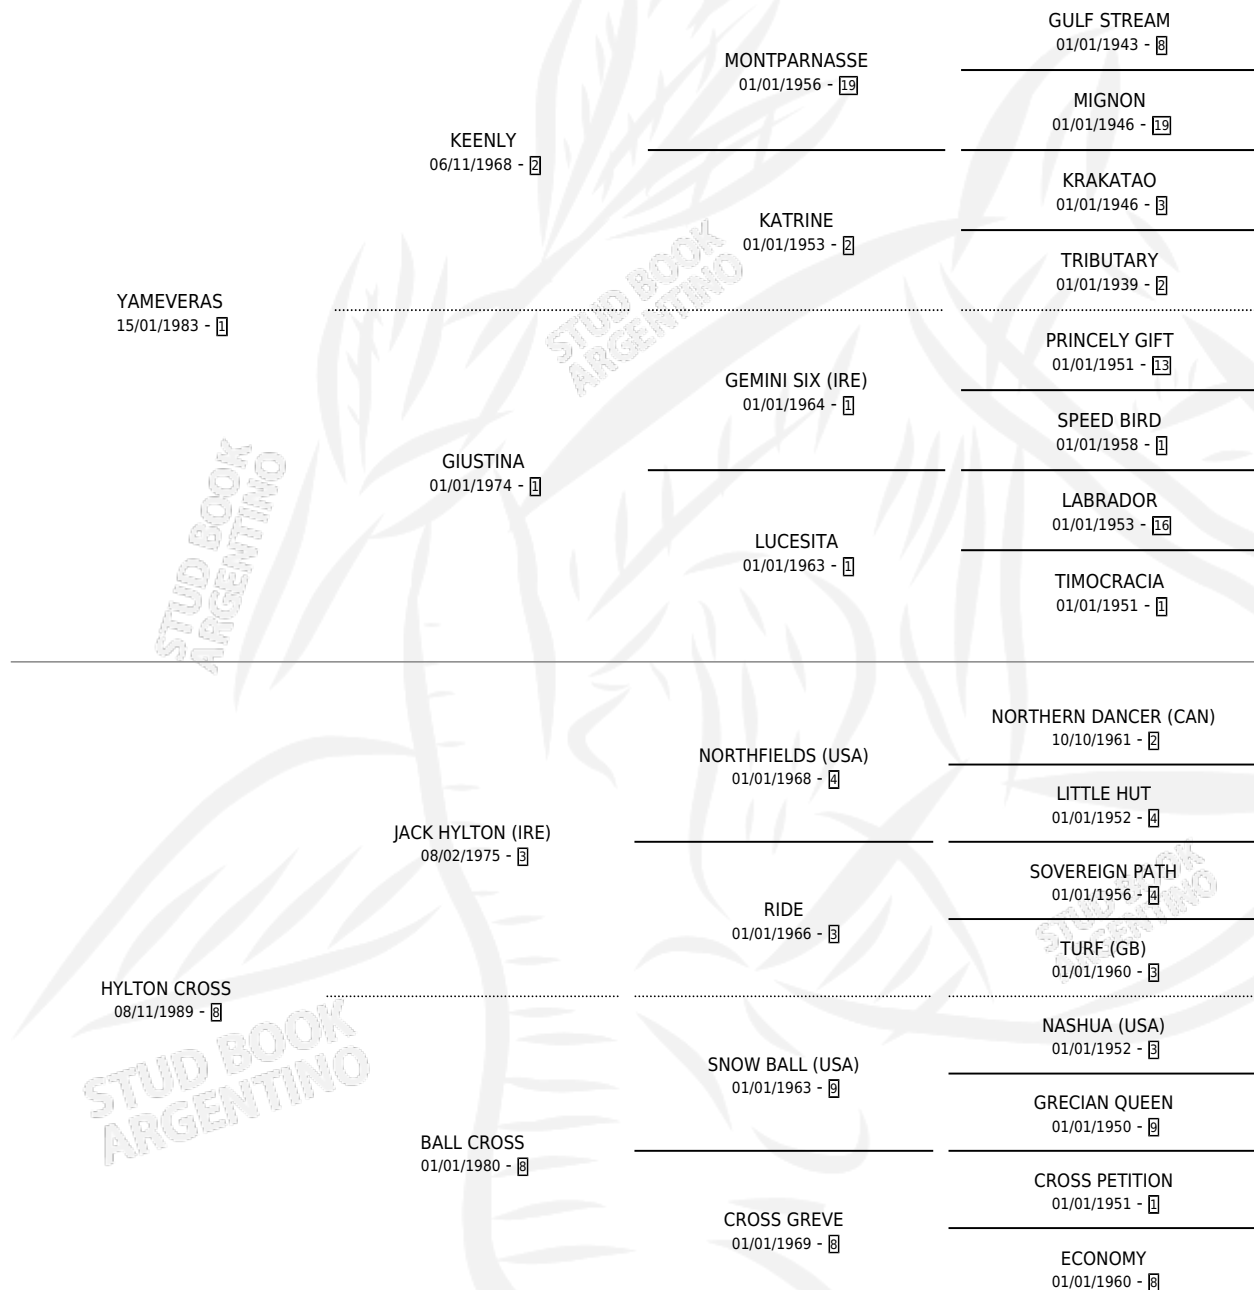 GULF STREAM
01/01/1943 - 8
MONTPARNASSE
01/01/1956 - 19
MIGNON
01/01/1946 - 19
KEENLY
06/11/1968 - 2
KRAKATAO
01/01/1946 - 3
KATRINE
01/01/1953 - 2
TRIBUTARY
01/01/1939 - 2
YAMEVERAS
15/01/1983 - 1
STUD BOOK
ARGENTINO
PRINCELY GIFT
01/01/1951 - 13
GEMINI SIX (IRE)
01/01/1964 - 1
SPEED BIRD
01/01/1958 - 1
GIUSTINA
01/01/1974 - 1
LABRADOR
01/01/1953 - 16
LUCESITA
01/01/1963 - 1
TIMOCRACIA
01/01/1951 - 1
STUD BOOK
ARGENTINO
NORTHERN DANCER (CAN)
10/10/1961 - 2
NORTHFIELDS (USA)
01/01/1968 - 4
LITTLE HUT
01/01/1952 - 4
JACK HYLTON (IRE)
08/02/1975 - 3
SOVEREIGN PATH
01/01/1956 - 4
RIDE
01/01/1966 - 3
TURF (GB)
01/01/1960 - 3
STUD BOOK
ARGENTINO
HYLTON CROSS
08/11/1989 - 8
NASHUA (USA)
01/01/1952 - 3
SNOW BALL (USA)
01/01/1963 - 9
GRECIAN QUEEN
01/01/1950 - 9
STUD BOOK
ARGENTINO
BALL CROSS
01/01/1980 - 8
CROSS PETITION
01/01/1951 - 1
CROSS GREVE
01/01/1969 - 8
ECONOMY
01/01/1960 - 8